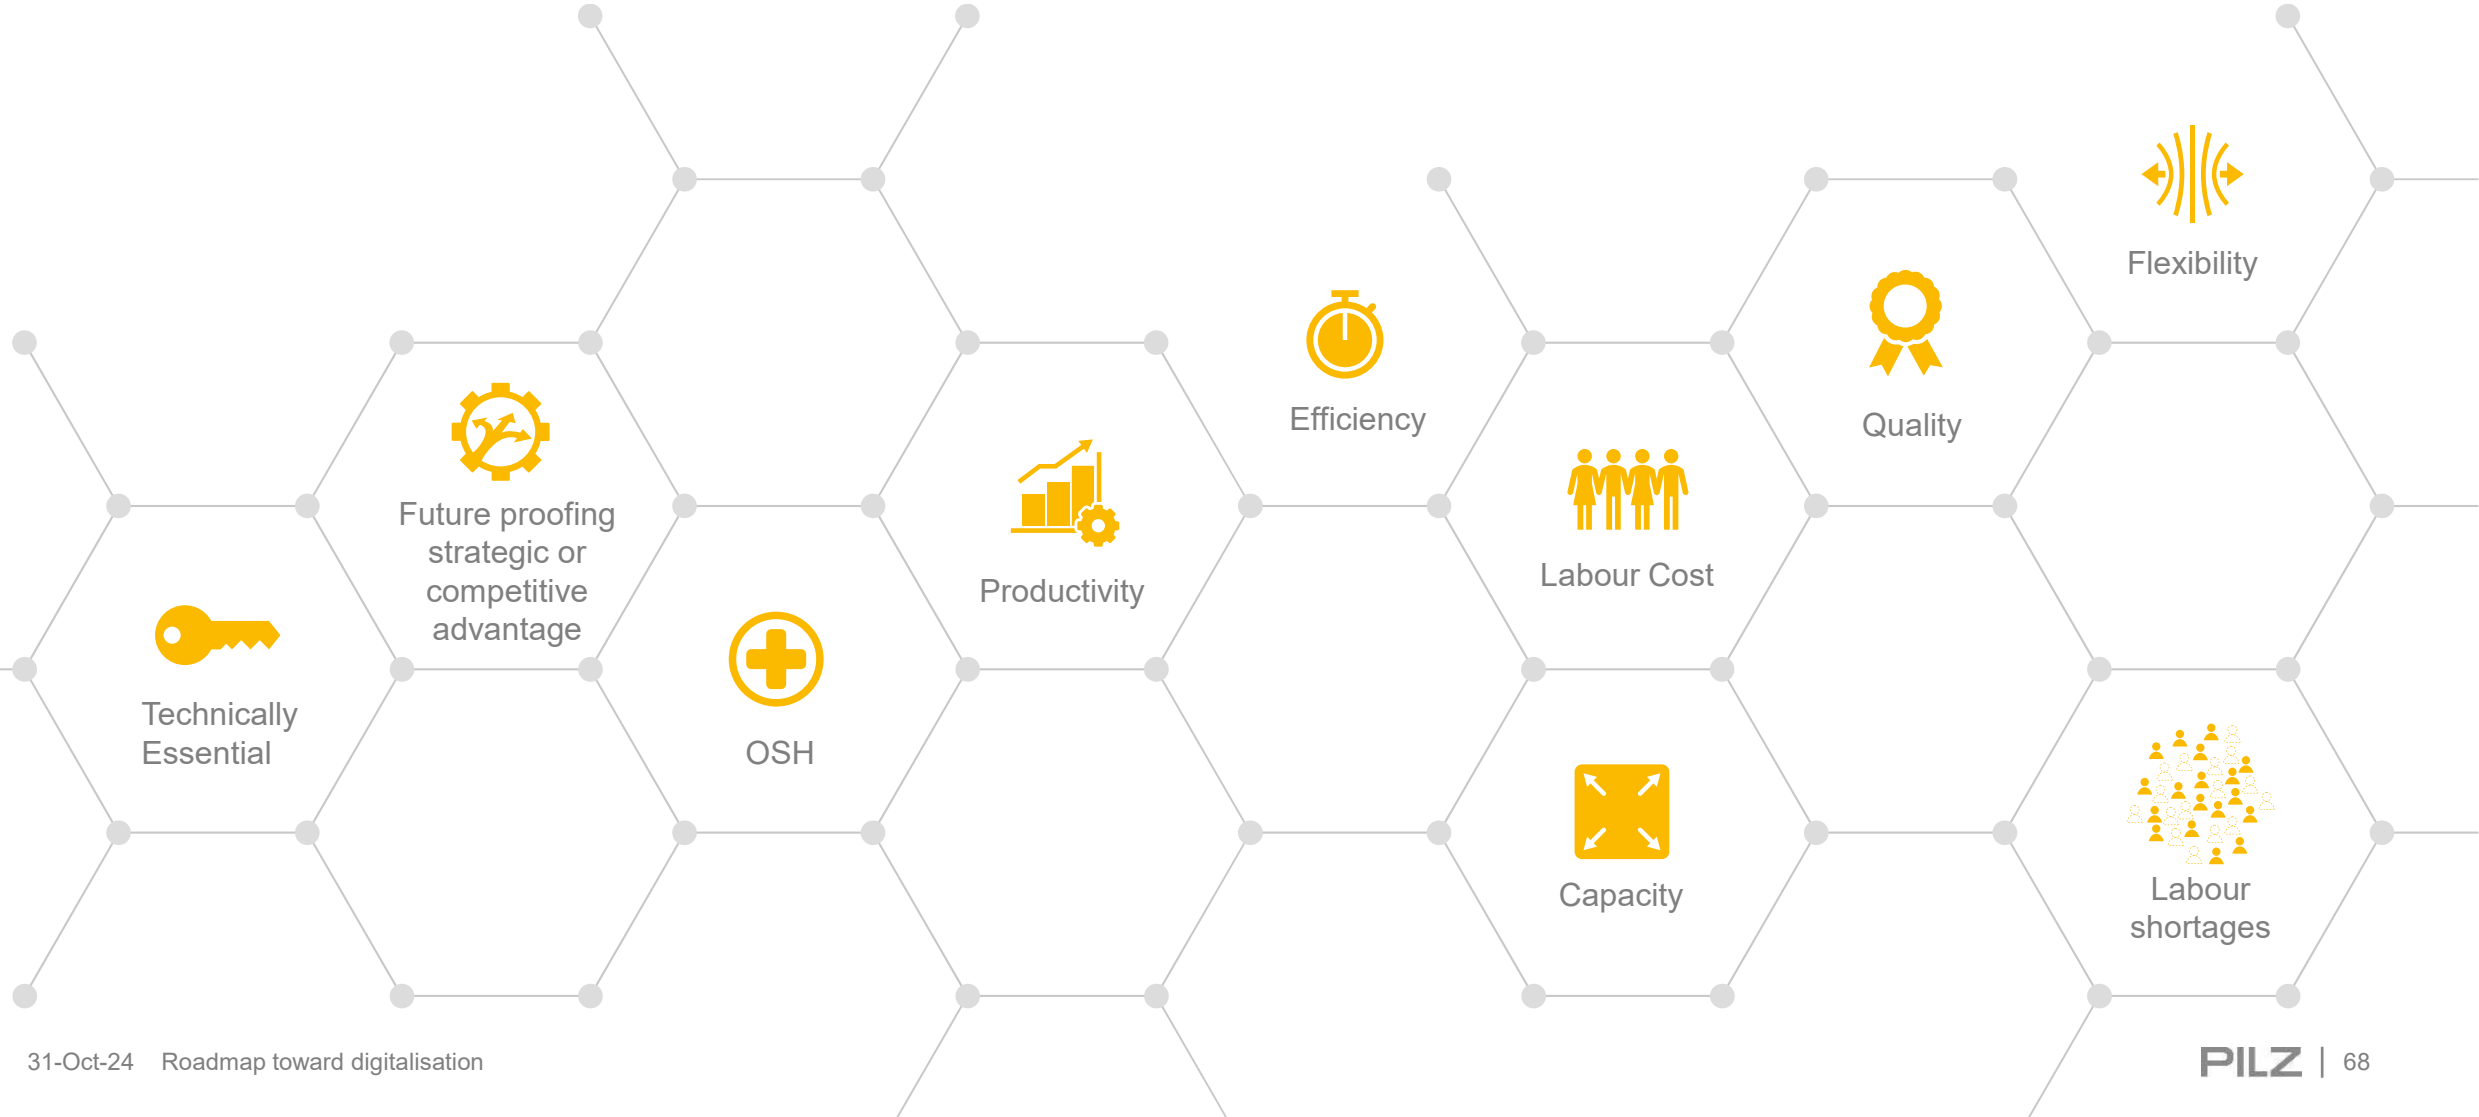 Flexibility
Efficiency
Quality
Future proofing
strategic or
competitive
advantage
Productivity
Labour Cost
Technically
Essential
OSH
Capacity
Labour
shortages
31-Oct-24 Roadmap toward digitalisation
PILZ | 68